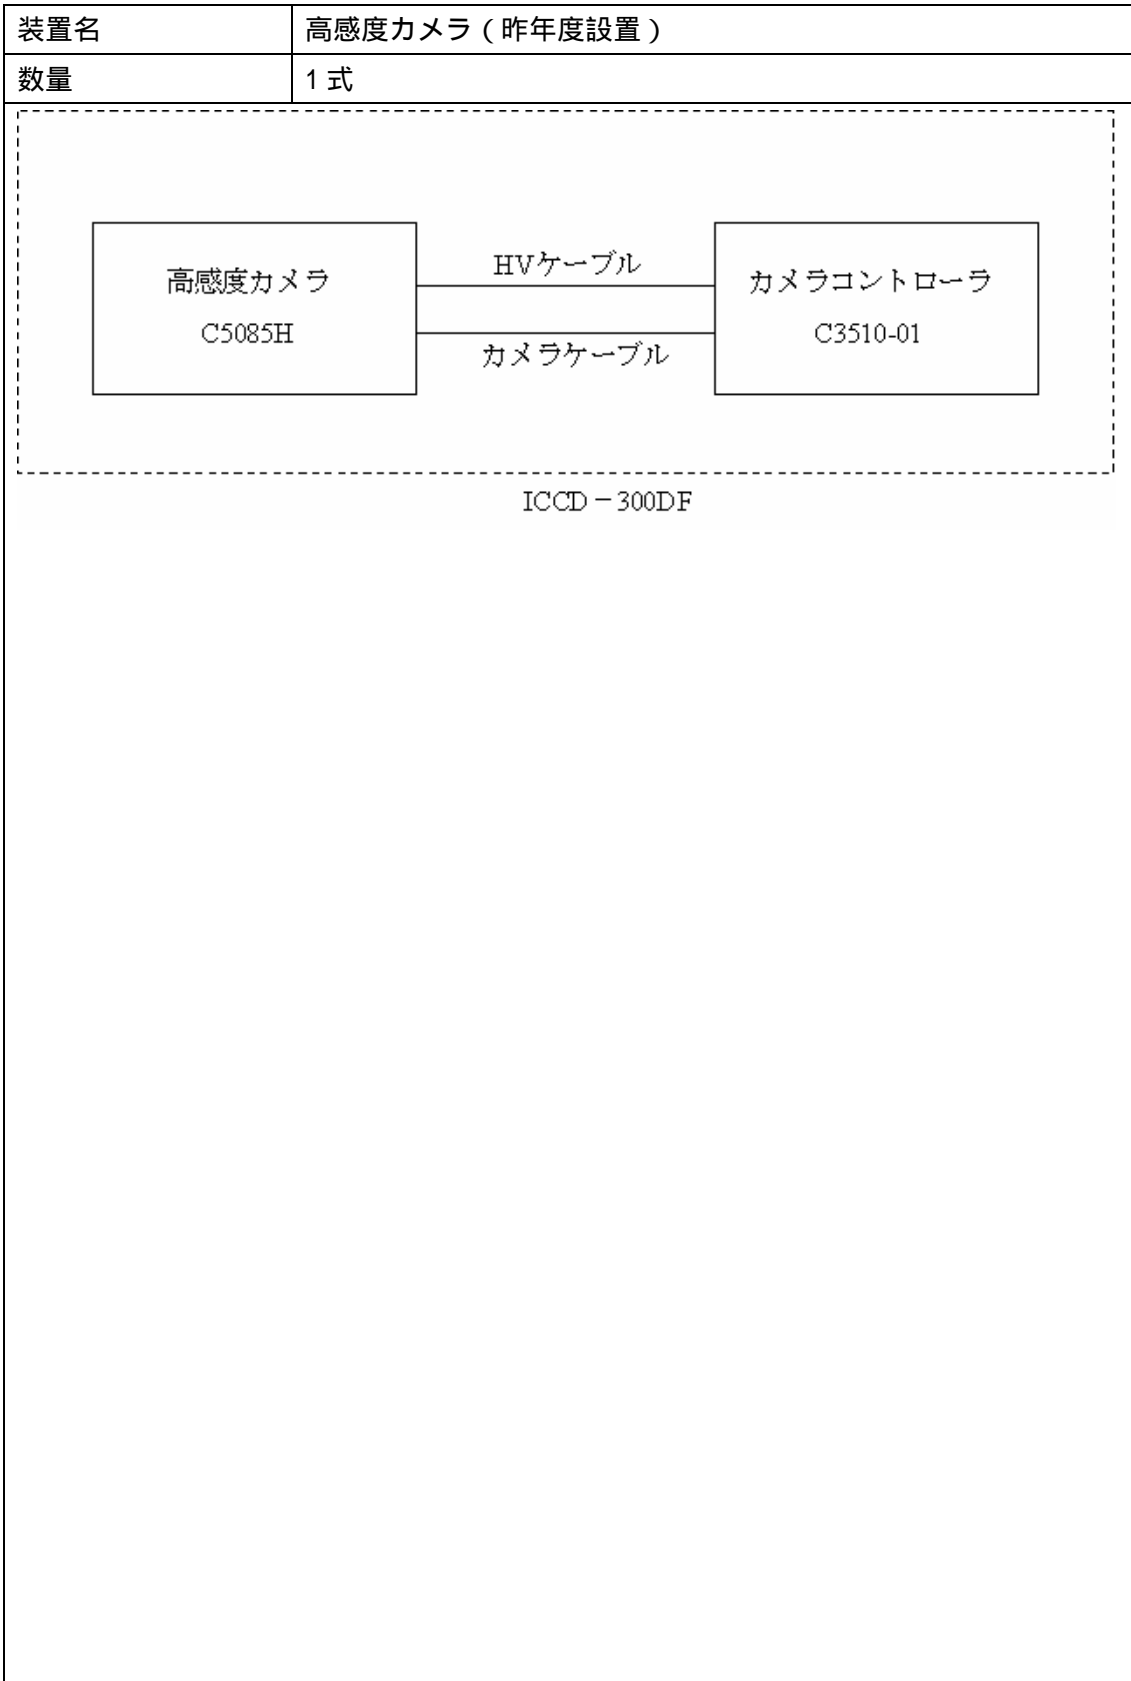 装置名 高感度カメラ（昨年度設置）
数量 1式
高感度カメラ
C5085H
HVケーブル
カメラケーブル
カメラコントローラ
C3510-01
ICCD－300DF